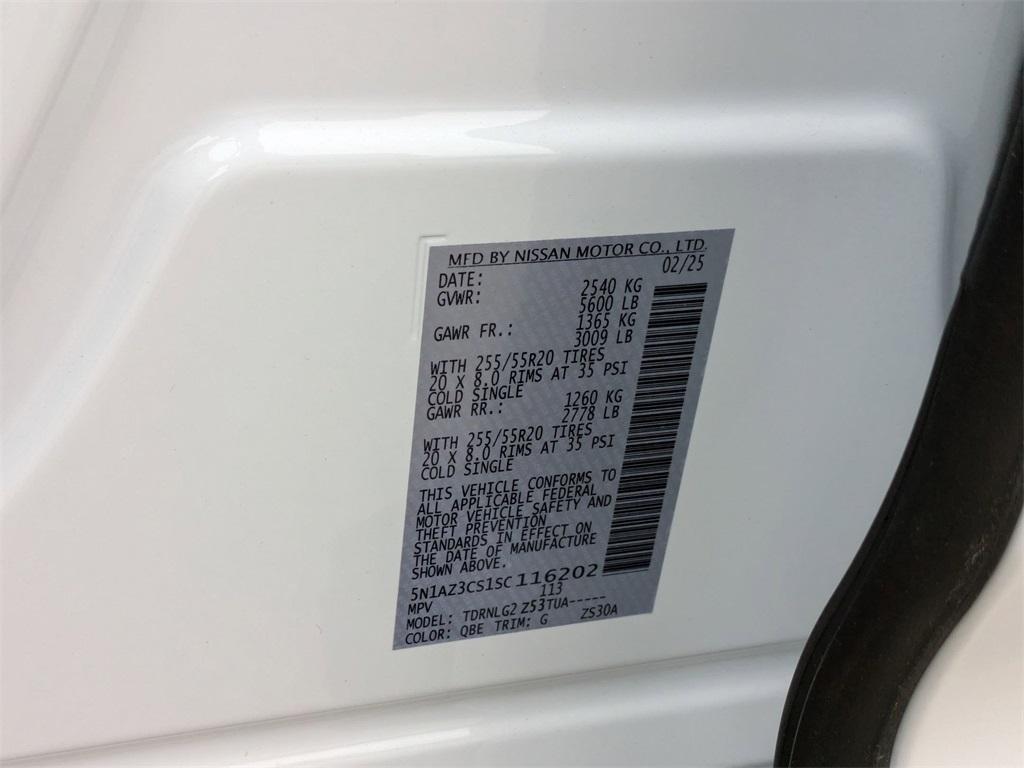 MFD BY NISSAN MOTOR CO., LTD.
DATE: 02/25
GVWR: 2540 KG
5600 LB
GAWR FR.: 1365 KG
3009 LB
WITH 255/55R20 TIRES
20 X 8.0 RIMS AT 35 PSI
COLD SINGLE
GAWR RR.: 1260 KG
2778 LB
WITH 255/55R20 TIRES
20 X 8.0 RIMS AT 35 PSI
COLD SINGLE
THIS VEHICLE CONFORMS TO
ALL APPLICABLE FEDERAL
MOTOR VEHICLE SAFETY AND
THEFT PREVENTION
STANDARDS IN EFFECT ON
THE DATE OF MANUFACTURE
SHOWN ABOVE.
5N1AZ3CS1SC116202
MPV 113
MODEL: TDRNLG2 Z53TUA-----
COLOR: QBE TRIM: G ZS30A